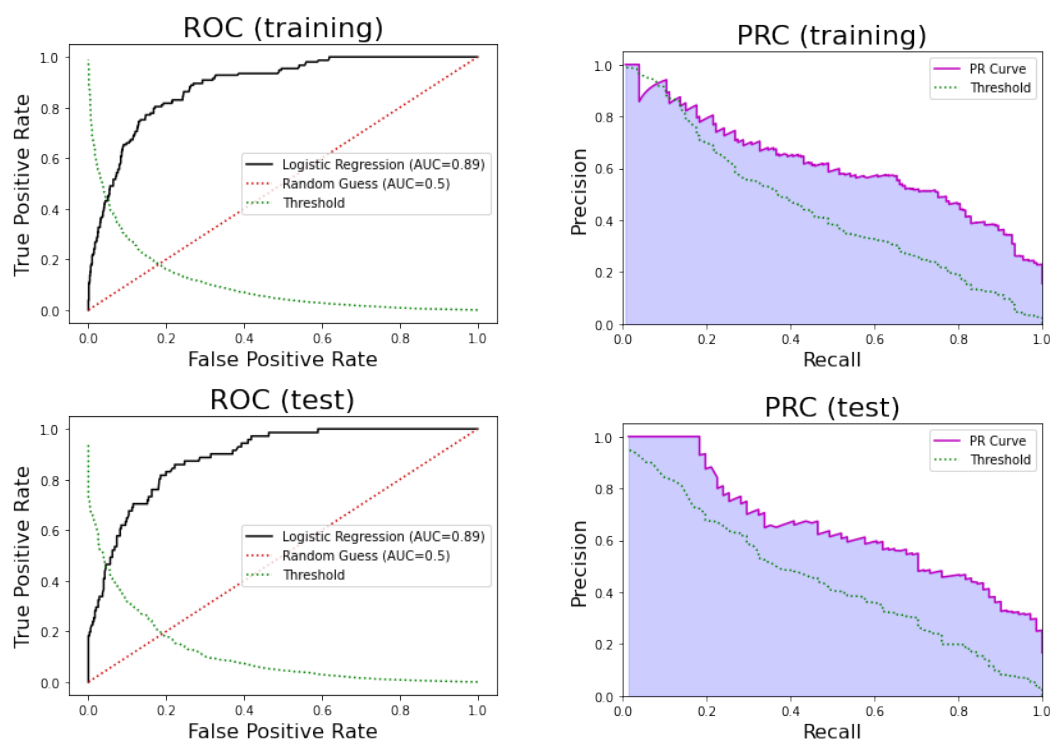 ROC (training)
True Positive Rate
1.0
0.8
0.6
0.4
0.2
0.0
Logistic Regression (AUC=0.89)
Random Guess (AUC=0.5)
Threshold
0.0 0.2 0.4 0.6 0.8 1.0
False Positive Rate
PRC (training)
Precision
1.0
0.8
0.6
0.4
0.2
0.0
PR Curve
Threshold
0.0 0.2 0.4 0.6 0.8 1.0
Recall
ROC (test)
True Positive Rate
1.0
0.8
0.6
0.4
0.2
0.0
Logistic Regression (AUC=0.89)
Random Guess (AUC=0.5)
Threshold
0.0 0.2 0.4 0.6 0.8 1.0
False Positive Rate
PRC (test)
Precision
1.0
0.8
0.6
0.4
0.2
0.0
PR Curve
Threshold
0.0 0.2 0.4 0.6 0.8 1.0
Recall